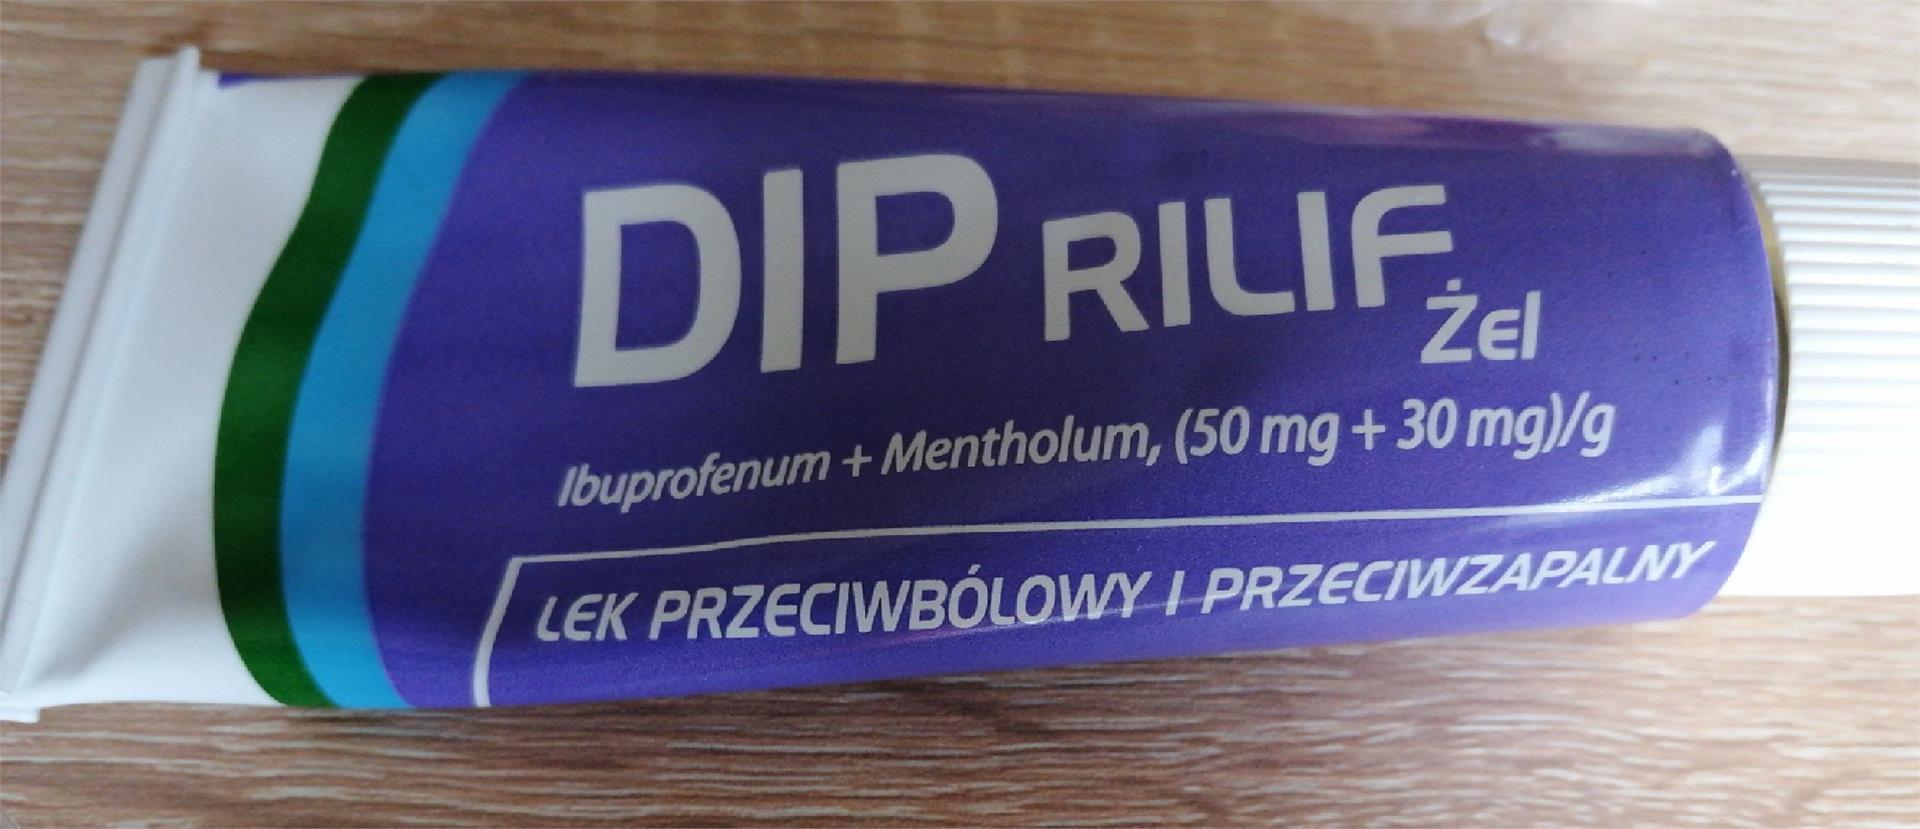 DIP RILIF
Żel
Ibuprofenum + Mentholum, (50 mg + 30 mg)/g
LEK PRZECIWBÓLOWY I PRZECIWZAPALNY